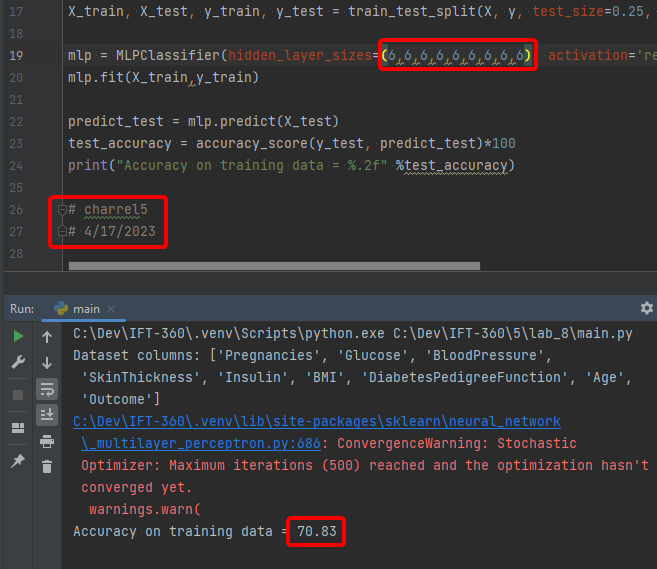 17 X_train, X_test, y_train, y_test = train_test_split(X, y, test_size=0.25,
18
19 mlp = MLPClassifier(hidden_layer_sizes=(6,6,6,6,6,6,6,6,6) activation='re
20 mlp.fit(X_train,y_train)
21
22 predict_test = mlp.predict(X_test)
23 test_accuracy = accuracy_score(y_test, predict_test)*100
24 print("Accuracy on training data = %.2f" %test_accuracy)
25
26 # charrel5
27 # 4/17/2023
28
Run: main
C:\Dev\IFT-360\.venv\Scripts\python.exe C:\Dev\IFT-360\5\lab_8\main.py
Dataset columns: ['Pregnancies', 'Glucose', 'BloodPressure',
'SkinThickness', 'Insulin', 'BMI', 'DiabetesPedigreeFunction', 'Age',
'Outcome']
C:\Dev\IFT-360\.venv\lib\site-packages\sklearn\neural_network
\_multilayer_perceptron.py:686: ConvergenceWarning: Stochastic
Optimizer: Maximum iterations (500) reached and the optimization hasn't
converged yet.
warnings.warn(
Accuracy on training data = 70.83